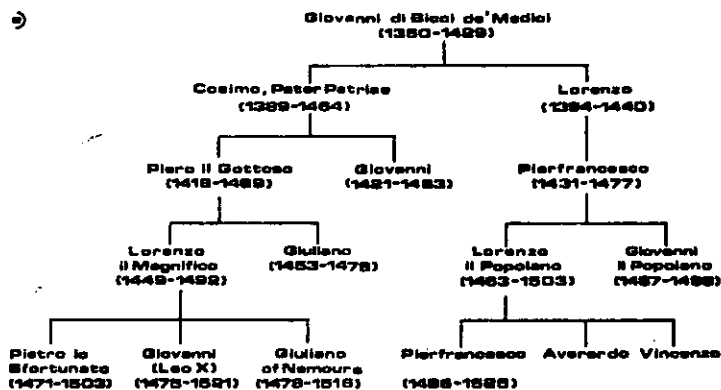 Giovanni di Bicci de'Medici
(1360-1429)
Cosimo, Pater Patriae
(1389-1464)
Lorenzo
(1394-1440)
Piero il Gottoso
(1416-1469)
Giovanni
(1421-1463)
Pierfrancesco
(1431-1477)
Lorenzo
il Magnifico
(1449-1492)
Giuliano
(1453-1478)
Lorenzo
Il Popolano
(1463-1503)
Giovanni
Il Popolano
(1467-1498)
Pietro lo
Sfortunato
(1471-1503)
Giovanni
(Leo X)
(1475-1521)
Giuliano
of Nemours
(1478-1516)
Pierfrancesco
(1486-1525)
Averardo
Vincenzo